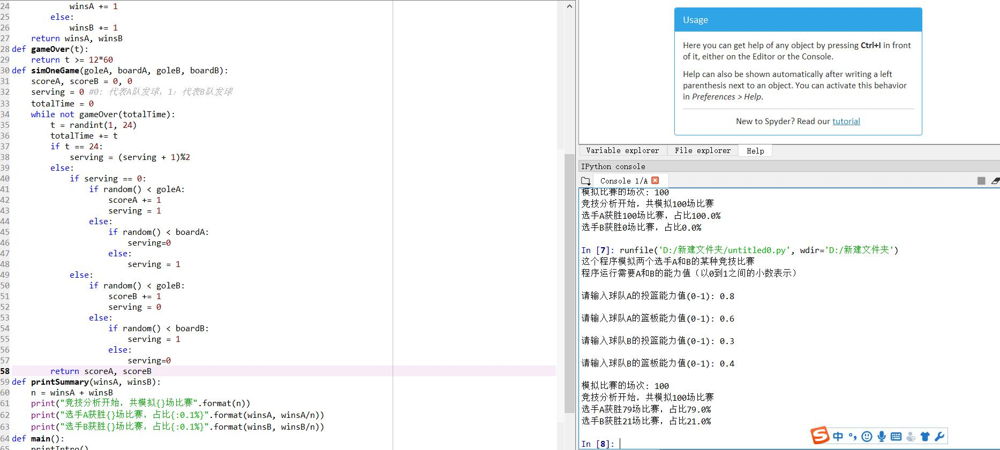 24            winsA += 1
25        else:
26            winsB += 1
27    return winsA, winsB
28 def gameOver(t):
29    return t >= 12*60
30 def simOneGame(goleA, boardA, goleB, boardB):
31    scoreA, scoreB = 0, 0
32    serving = 0 #0: 代表A队发球，1：代表B队发球
33    totalTime = 0
34    while not gameOver(totalTime):
35        t = randint(1, 24)
36        totalTime += t
37        if t == 24:
38            serving = (serving + 1)%2
39        else:
40            if serving == 0:
41                if random() < goleA:
42                    scoreA += 1
43                    serving = 1
44                else:
45                    if random() < boardA:
46                        serving=0
47                    else:
48                        serving = 1
49            else:
50                if random() < goleB:
51                    scoreB += 1
52                    serving = 0
53                else:
54                    if random() < boardB:
55                        serving = 1
56                    else:
57                        serving=0
58        return scoreA, scoreB
59 def printSummary(winsA, winsB):
60    n = winsA + winsB
61    print("竞技分析开始，共模拟{}场比赛".format(n))
62    print("选手A获胜{}场比赛，占比{:0.1%}".format(winsA, winsA/n))
63    print("选手B获胜{}场比赛，占比{:0.1%}".format(winsB, winsB/n))
64 def main():
65    printIntro()
Usage
Here you can get help of any object by pressing Ctrl+I in front
of it, either on the Editor or the Console.
Help can also be shown automatically after writing a left
parenthesis next to an object. You can activate this behavior
in Preferences > Help.
New to Spyder? Read our tutorial
Variable explorer File explorer Help
IPython console
Console 1/A
模拟比赛的场次: 100
竞技分析开始，共模拟100场比赛
选手A获胜100场比赛，占比100.0%
选手B获胜0场比赛，占比0.0%
In [7]: runfile('D:/新建文件夹/untitled0.py', wdir='D:/新建文件夹')
这个程序模拟两个选手A和B的某种竞技比赛
程序运行需要A和B的能力值（以0到1之间的小数表示）
请输入球队A的投篮能力值(0-1): 0.8
请输入球队A的篮板能力值(0-1): 0.6
请输入球队B的投篮能力值(0-1): 0.3
请输入球队B的篮板能力值(0-1): 0.4
模拟比赛的场次: 100
竞技分析开始，共模拟100场比赛
选手A获胜79场比赛，占比79.0%
选手B获胜21场比赛，占比21.0%
In [8]:
S 中